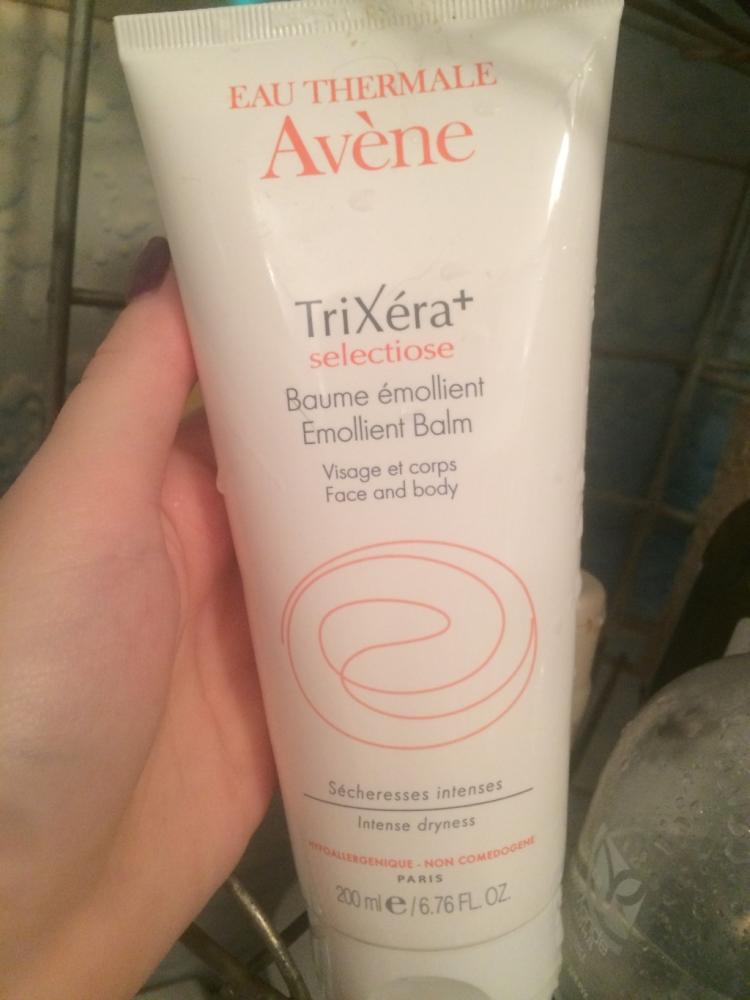 EAU THERMALE
Avène
TriXéra+
selectiose
Baume émollient
Emollient Balm
Visage et corps
Face and body
Sécheresses intenses
Intense dryness
HYPOALLERGENIQUE - NON COMEDOGENE
PARIS
200 ml e / 6.76 FL. OZ.